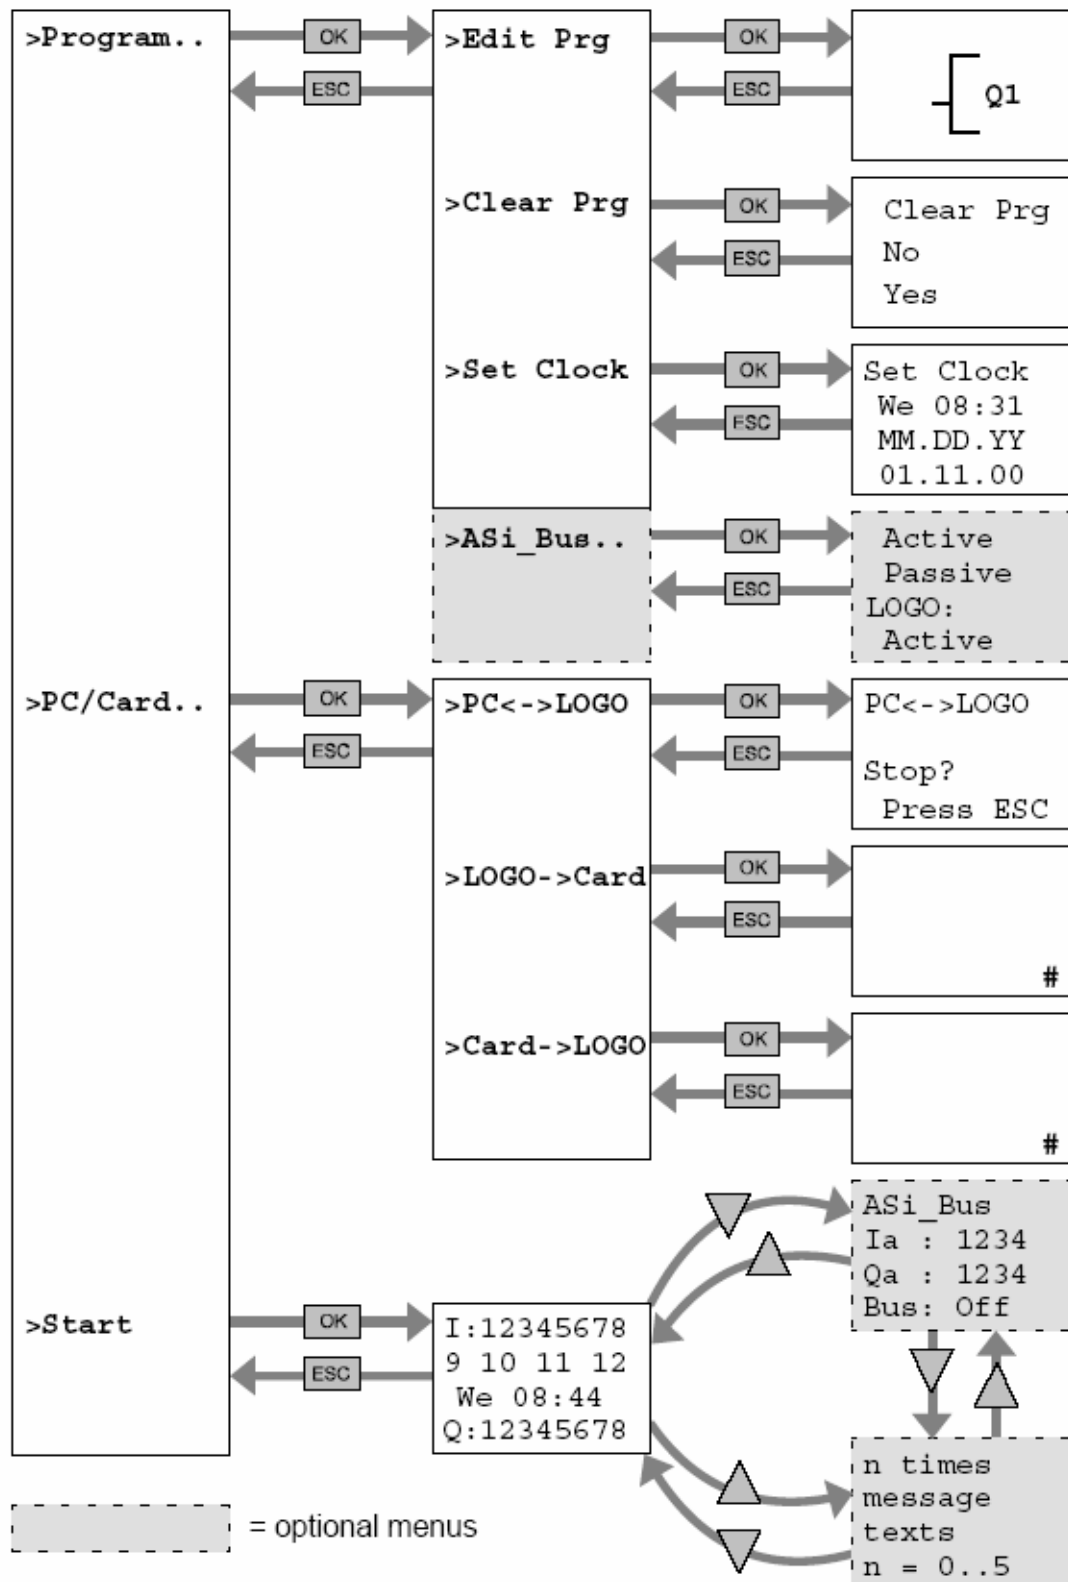 >Program..
OK
ESC
>Edit Prg
OK
ESC
Q1
>Clear Prg
OK
ESC
Clear Prg
No
Yes
>Set Clock
OK
ESC
Set Clock
We 08:31
MM.DD.YY
01.11.00
>ASi_Bus..
OK
ESC
Active
Passive
LOGO:
Active
>PC/Card..
OK
ESC
>PC<->LOGO
OK
ESC
PC<->LOGO
Stop?
Press ESC
>LOGO->Card
OK
ESC
#
>Card->LOGO
OK
ESC
#
>Start
OK
ESC
I:12345678
9 10 11 12
We 08:44
Q:12345678
ASi_Bus
Ia : 1234
Qa : 1234
Bus: Off
n times
message
texts
n = 0..5
= optional menus